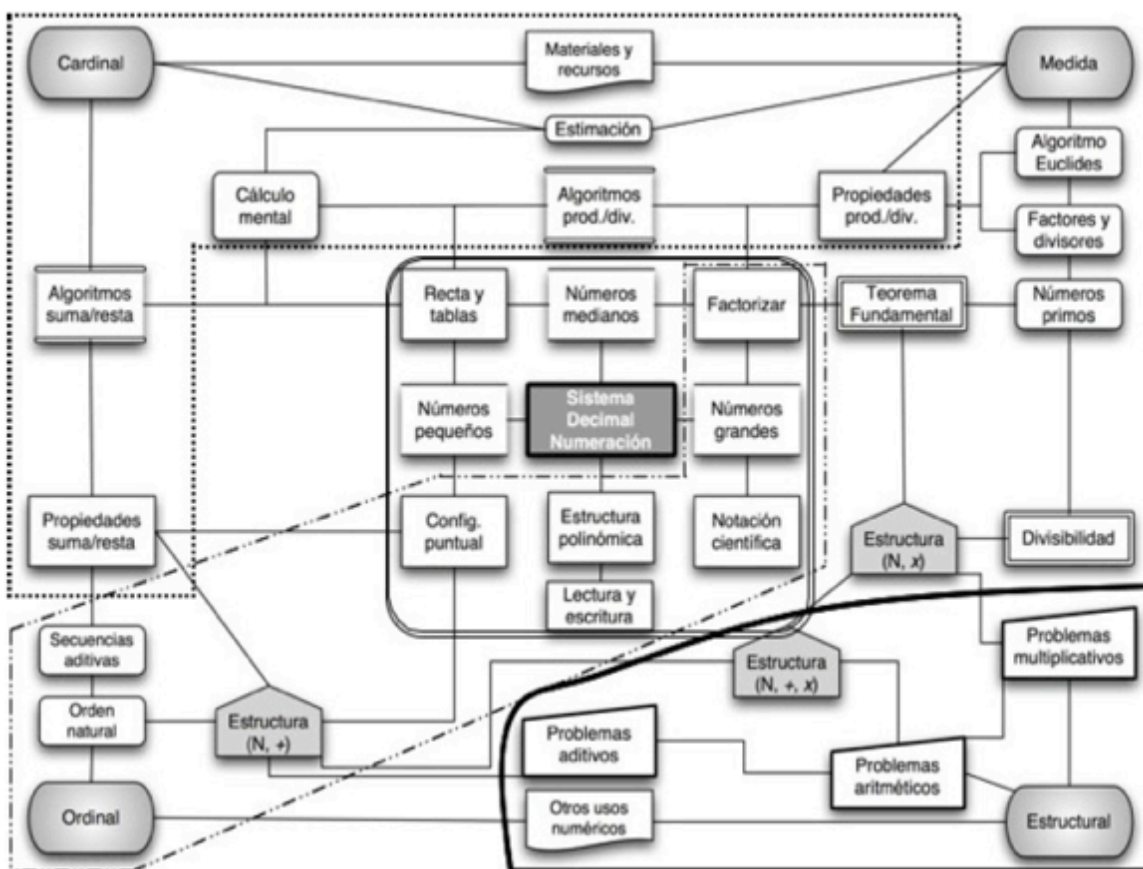 Cardinal
Materiales y
recursos
Medida
Estimación
Algoritmo
Euclides
Cálculo
mental
Algoritmos
prod./div.
Propiedades
prod./div.
Factores y
divisores
Algoritmos
suma/resta
Recta y
tablas
Números
medianos
Factorizar
Teorema
Fundamental
Números
primos
Números
pequeños
Sistema
Decimal
Numeración
Números
grandes
Propiedades
suma/resta
Config.
puntual
Estructura
polinómica
Notación
científica
Estructura
(N, x)
Divisibilidad
Lectura y
escritura
Secuencias
aditivas
Estructura
(N, +, x)
Problemas
multiplicativos
Orden
natural
Estructura
(N, +)
Problemas
aditivos
Problemas
aritméticos
Ordinal
Otros usos
numéricos
Estructural